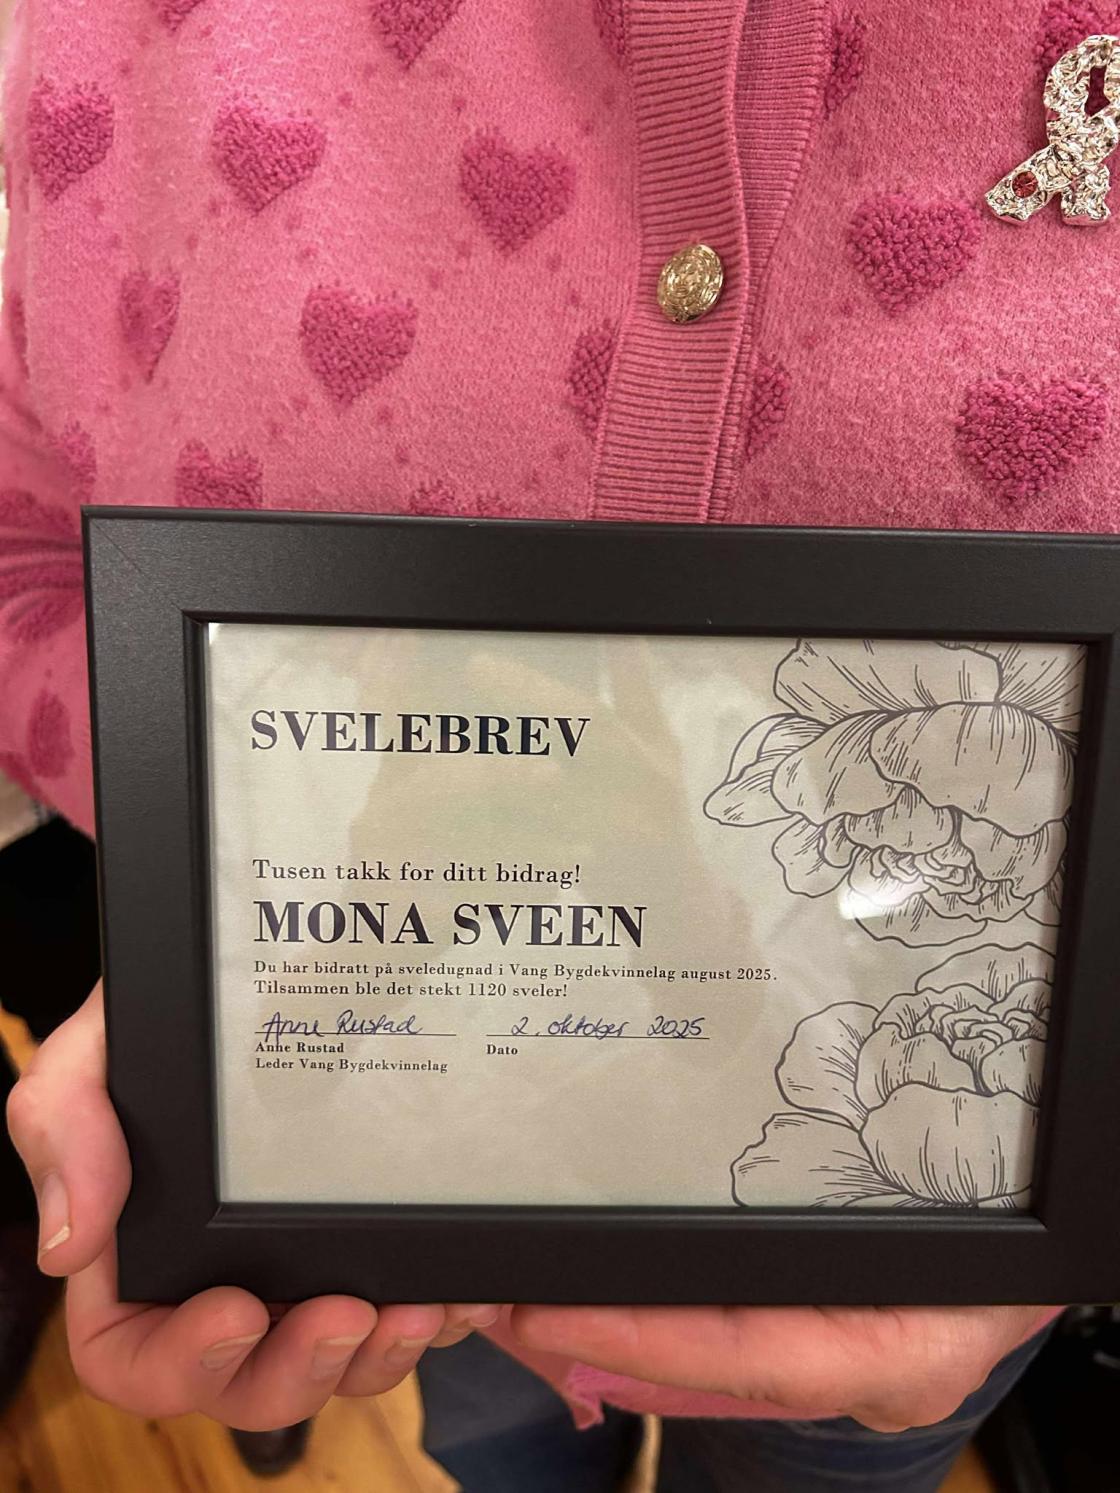 SVELEBREV
Tusen takk for ditt bidrag!
MONA SVEEN
Du har bidratt på sveledugnad i Vang Bygdekvinnelag august 2025.
Tilsammen ble det stekt 1120 sveler!
Anne Rustad 2. oktober 2025
Anne Rustad Dato
Leder Vang Bygdekvinnelag